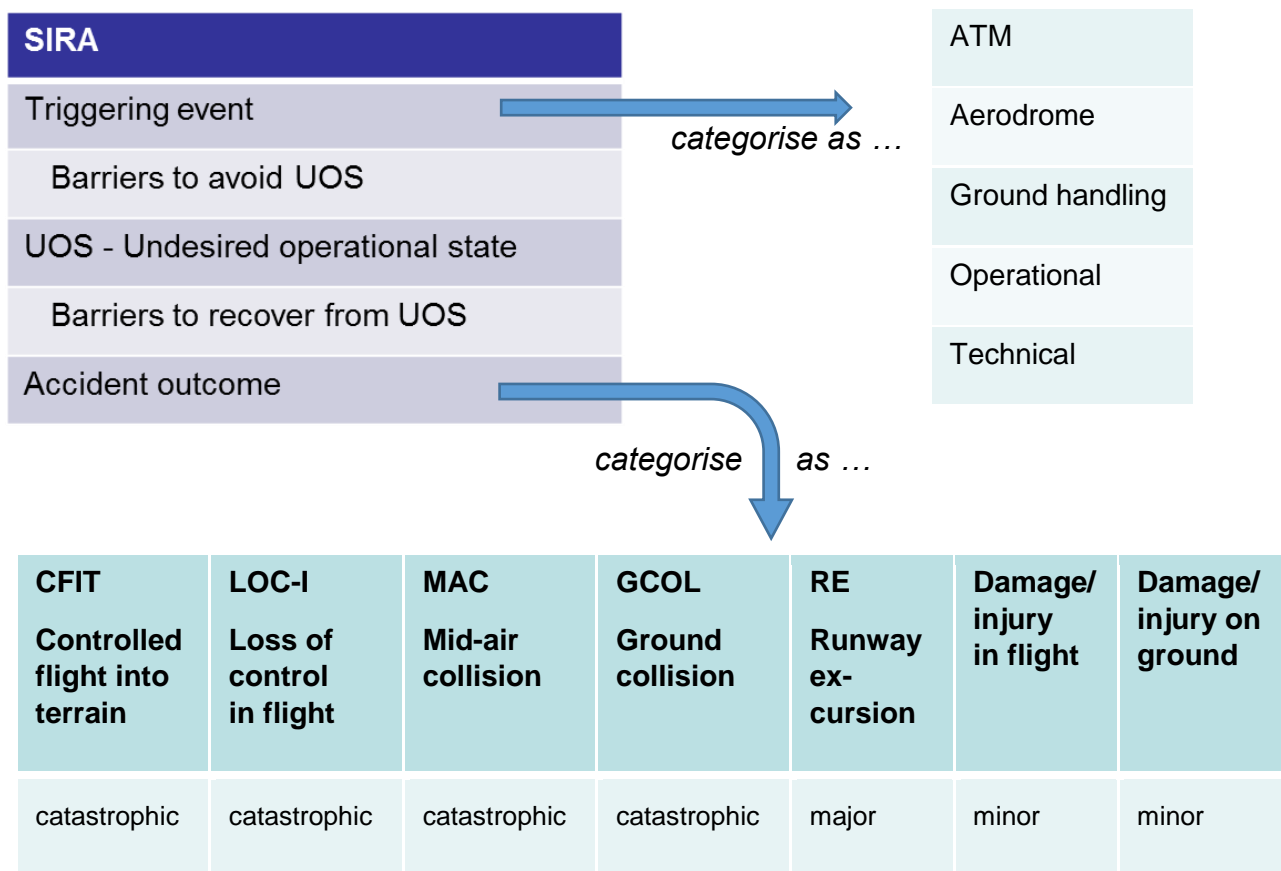 SIRA
Triggering event
Barriers to avoid UOS
UOS - Undesired operational state
Barriers to recover from UOS
Accident outcome
categorise as …
ATM
Aerodrome
Ground handling
Operational
Technical
categorise as …
CFIT
Controlled
flight into
terrain
LOC-I
Loss of
control
in flight
MAC
Mid-air
collision
GCOL
Ground
collision
RE
Runway
ex-
cursion
Damage/
injury
in flight
Damage/
injury on
ground
catastrophic
catastrophic
catastrophic
catastrophic
major
minor
minor